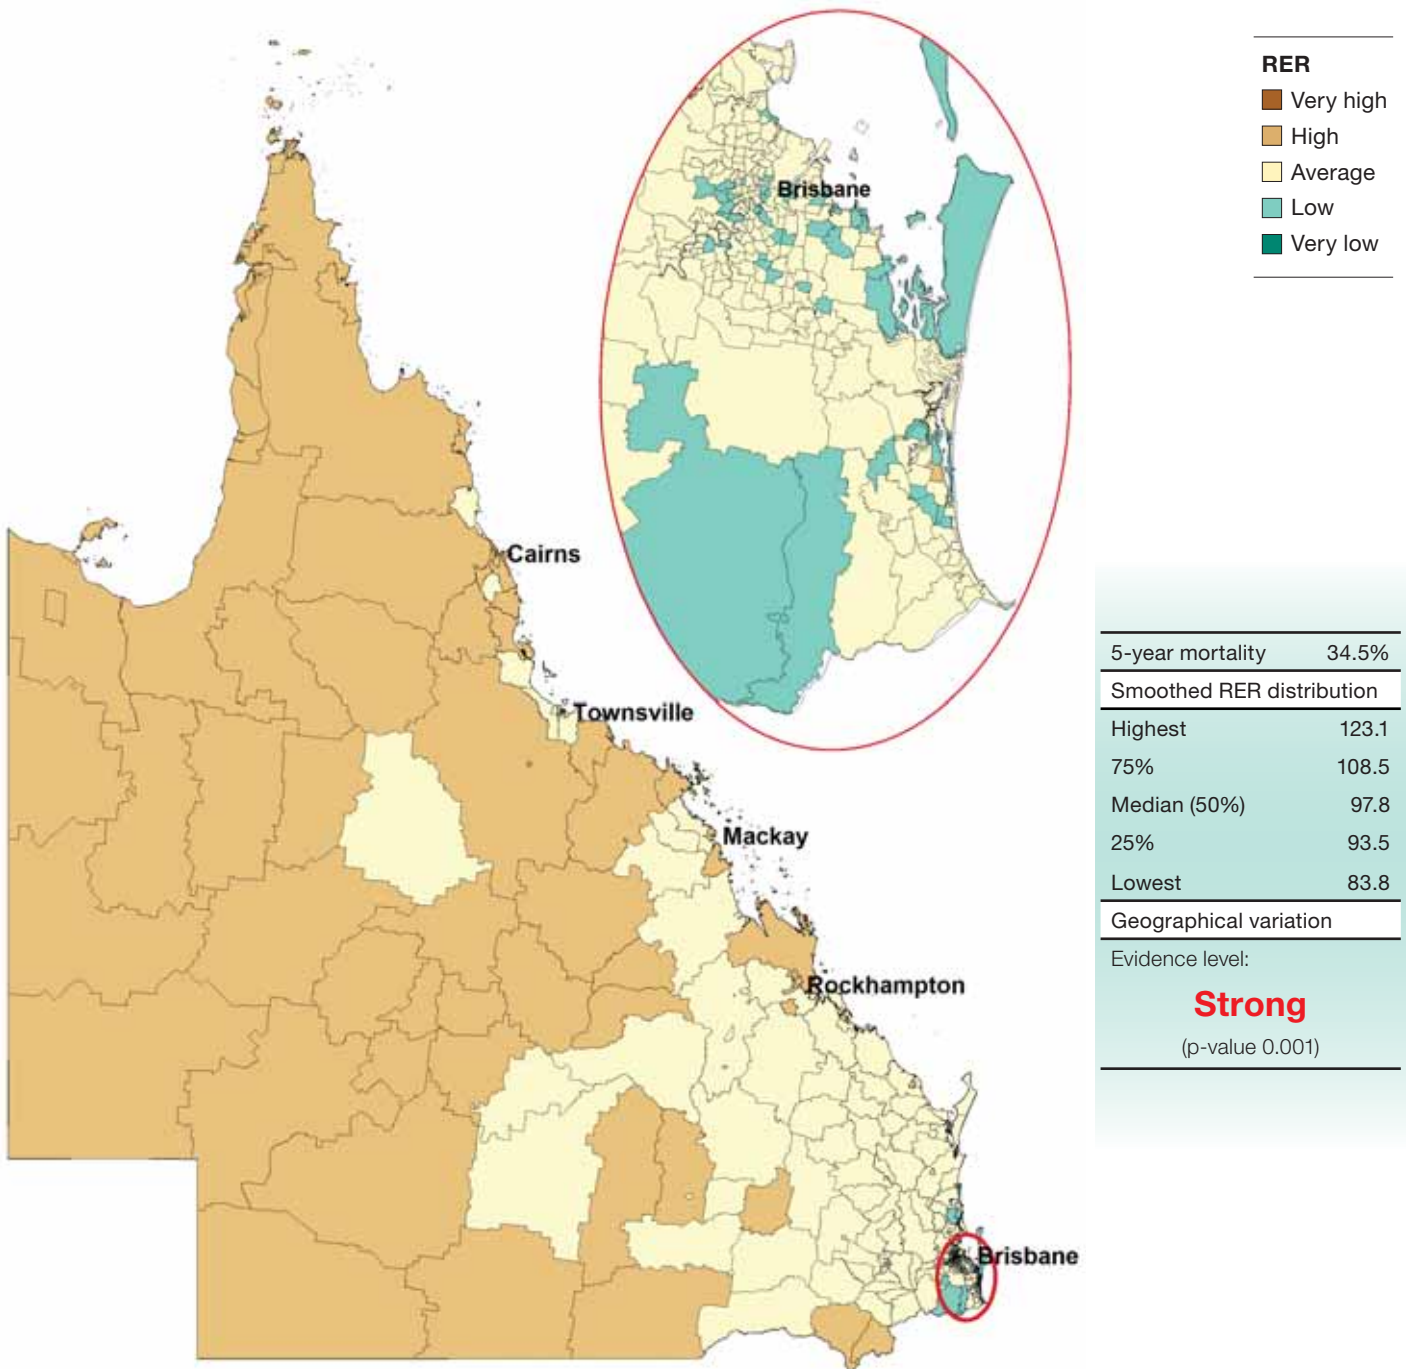 RER
Very high
High
Average
Low
Very low
Brisbane
Cairns
Townsville
Mackay
Rockhampton
Brisbane
5-year mortality 34.5%
Smoothed RER distribution
Highest 123.1
75% 108.5
Median (50%) 97.8
25% 93.5
Lowest 83.8
Geographical variation
Evidence level:
Strong
(p-value 0.001)